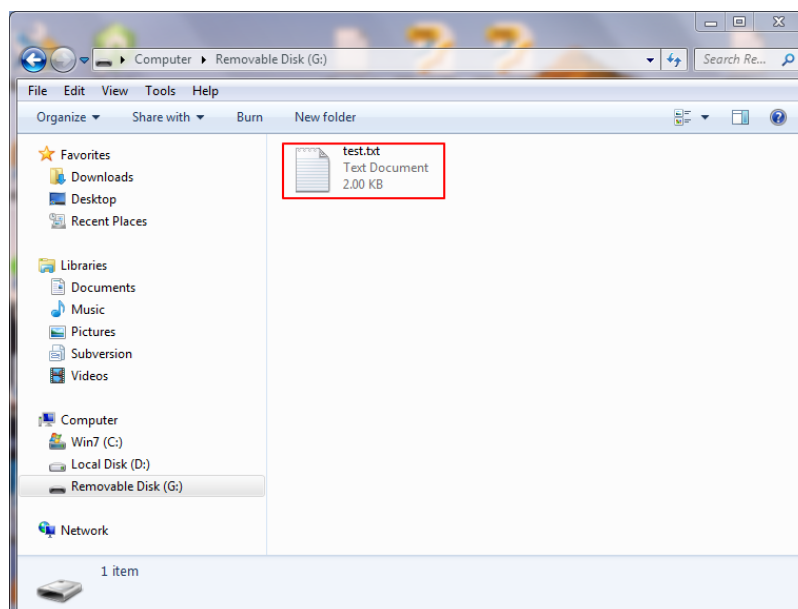 Computer Removable Disk (G:) Search Re...
File Edit View Tools Help
Organize Share with Burn New folder
Favorites
Downloads
Desktop
Recent Places
Libraries
Documents
Music
Pictures
Subversion
Videos
Computer
Win7 (C:)
Local Disk (D:)
Removable Disk (G:)
Network
test.txt
Text Document
2.00 KB
1 item